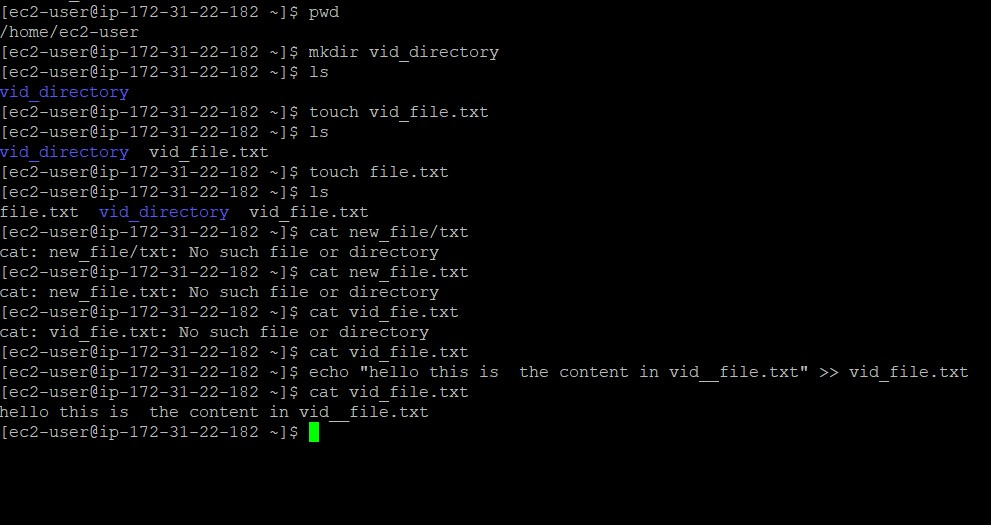 [ec2-user@ip-172-31-22-182 ~]$ pwd
/home/ec2-user
[ec2-user@ip-172-31-22-182 ~]$ mkdir vid_directory
[ec2-user@ip-172-31-22-182 ~]$ ls
vid_directory
[ec2-user@ip-172-31-22-182 ~]$ touch vid_file.txt
[ec2-user@ip-172-31-22-182 ~]$ ls
vid_directory  vid_file.txt
[ec2-user@ip-172-31-22-182 ~]$ touch file.txt
[ec2-user@ip-172-31-22-182 ~]$ ls
file.txt  vid_directory  vid_file.txt
[ec2-user@ip-172-31-22-182 ~]$ cat new_file/txt
cat: new_file/txt: No such file or directory
[ec2-user@ip-172-31-22-182 ~]$ cat new_file.txt
cat: new_file.txt: No such file or directory
[ec2-user@ip-172-31-22-182 ~]$ cat vid_fie.txt
cat: vid_fie.txt: No such file or directory
[ec2-user@ip-172-31-22-182 ~]$ cat vid_file.txt
[ec2-user@ip-172-31-22-182 ~]$ echo "hello this is  the content in vid__file.txt" >> vid_file.txt
[ec2-user@ip-172-31-22-182 ~]$ cat vid_file.txt
hello this is  the content in vid__file.txt
[ec2-user@ip-172-31-22-182 ~]$